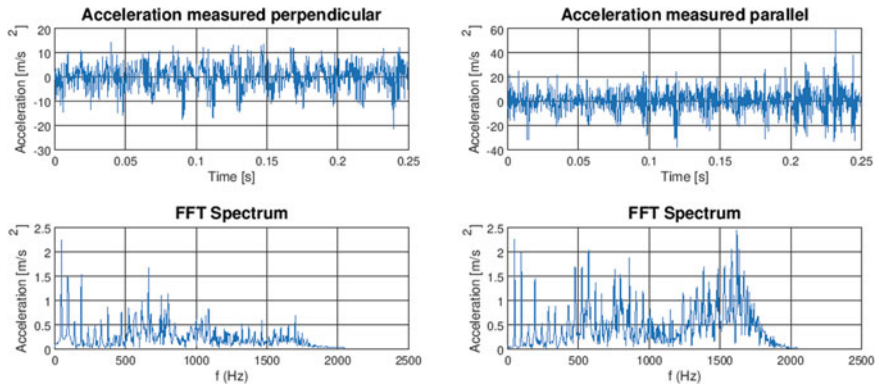 Acceleration measured perpendicular
Acceleration [m/s 2]
20
10
0
-10
-20
-30
0 0.05 0.1 0.15 0.2 0.25
Time [s]
Acceleration measured parallel
Acceleration [m/s 2]
60
40
20
0
-20
-40
0 0.05 0.1 0.15 0.2 0.25
Time [s]
FFT Spectrum
Acceleration [m/s 2]
2.5
2
1.5
1
0.5
0
0 500 1000 1500 2000 2500
f (Hz)
FFT Spectrum
Acceleration [m/s 2]
2.5
2
1.5
1
0.5
0
0 500 1000 1500 2000 2500
f (Hz)